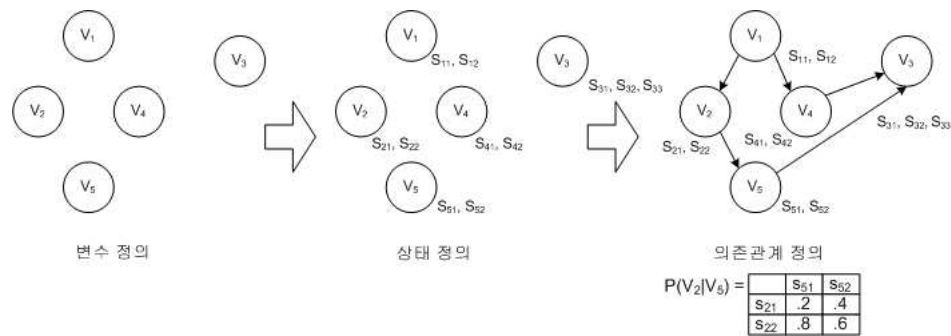 V₁
V₃
V₂
V₄
V₅
변수 정의
V₁
S₁₁, S₁₂
V₃
S₃₁, S₃₂, S₃₃
V₂
S₂₁, S₂₂
V₄
S₄₁, S₄₂
V₅
S₅₁, S₅₂
상태 정의
V₁
S₁₁, S₁₂
V₃
S₃₁, S₃₂, S₃₃
V₂
S₂₁, S₂₂
V₄
S₄₁, S₄₂
V₅
S₅₁, S₅₂
의존관계 정의
P(V₂|V₅) =
s₅₁ s₅₂
s₂₁ .2 .4
s₂₂ .8 .6